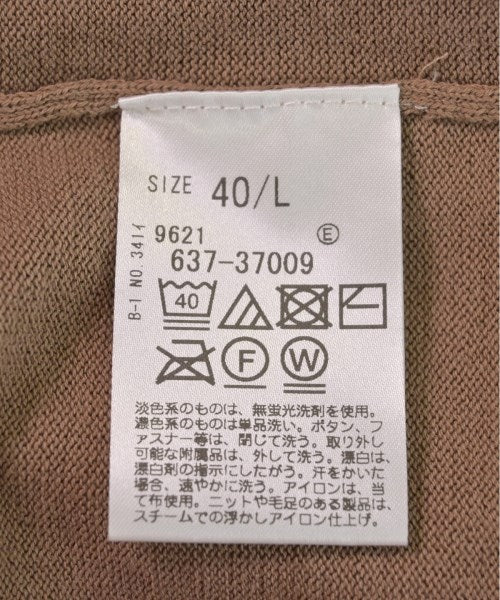 SIZE 40/L
B-1 NO.341イ
9621 Ⓔ
637-37009
40
F
W
淡色系のものは、無蛍光洗剤を使用。
濃色系のものは単品洗い。ボタン、フ
ァスナー等は、閉じて洗う。取り外し
可能な附属品は、外して洗う。漂白は、
漂白剤の指示にしたがう。汗をかいた
場合、速やかに洗う。アイロンは、当
て布使用。ニットや毛足のある製品は、
スチームでの浮かしアイロン仕上げ。